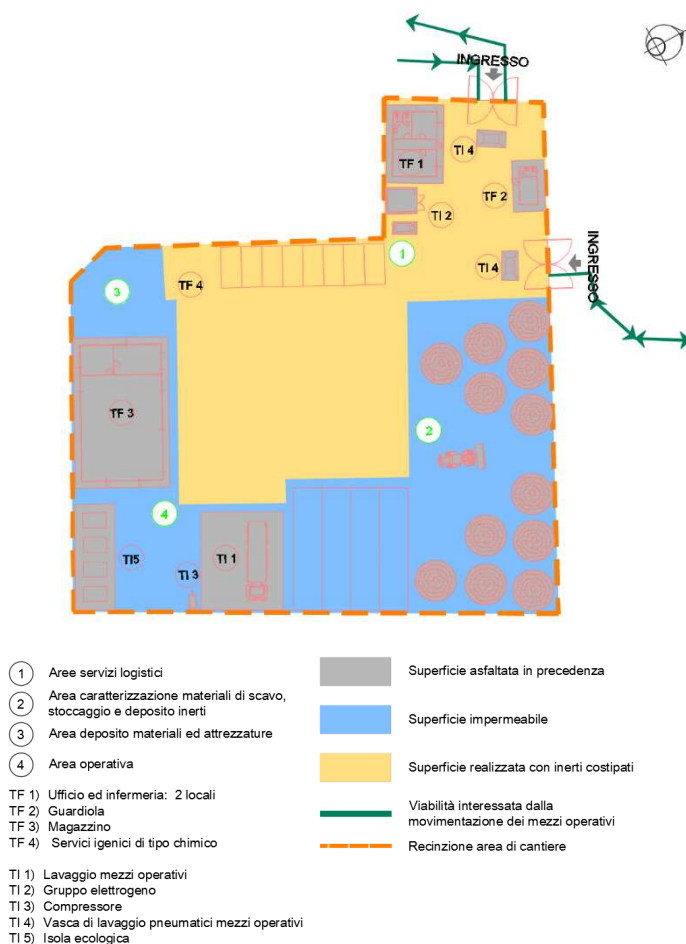 INGRESSO
TI 4
TF 1
TF 2
TI 2
1
TI 4
INGRESSO
TF 4
3
TF 3
2
4
TI5
TI 3
TI 1
1 Aree servizi logistici
2 Area caratterizzazione materiali di scavo,
stoccaggio e deposito inerti
3 Area deposito materiali ed attrezzature
4 Area operativa
TF 1) Ufficio ed infermeria: 2 locali
TF 2) Guardiola
TF 3) Magazzino
TF 4) Servici igenici di tipo chimico
TI 1) Lavaggio mezzi operativi
TI 2) Gruppo elettrogeno
TI 3) Compressore
TI 4) Vasca di lavaggio pneumatici mezzi operativi
TI 5) Isola ecologica
Superficie asfaltata in precedenza
Superficie impermeabile
Superficie realizzata con inerti costipati
Viabilità interessata dalla
movimentazione dei mezzi operativi
Recinzione area di cantiere